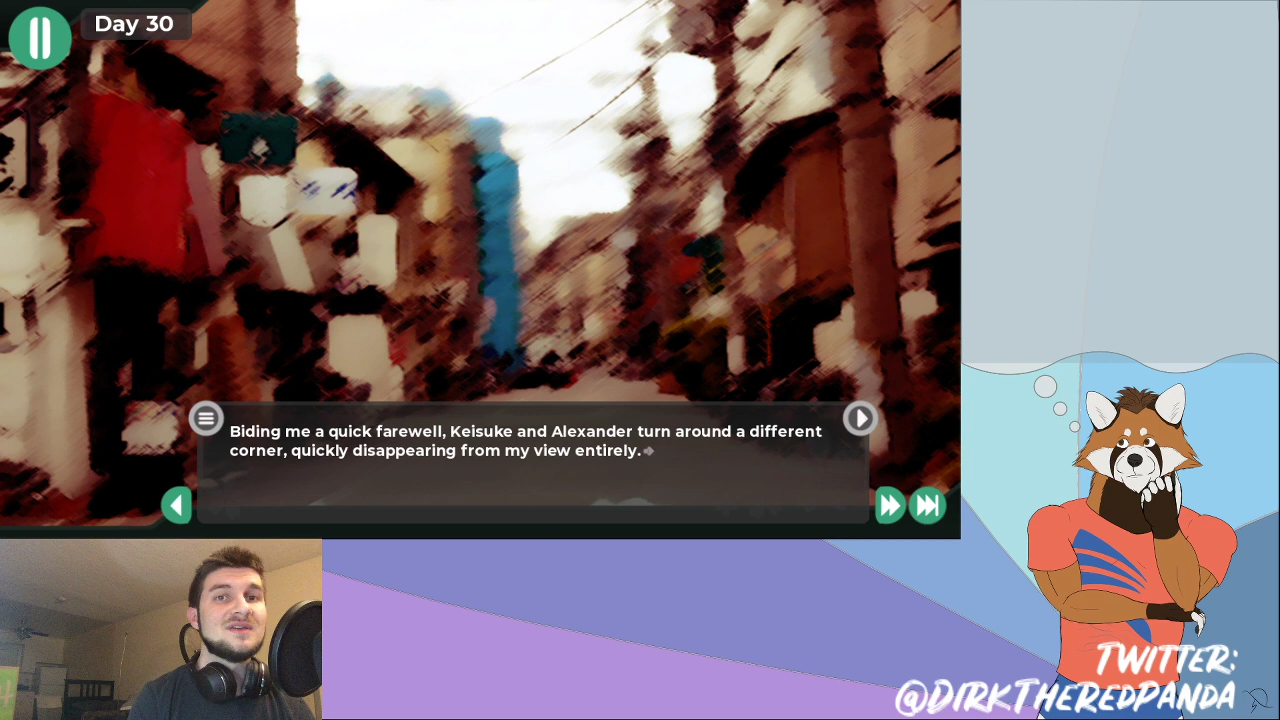 Day 30
Biding me a quick farewell, Keisuke and Alexander turn around a different
corner, quickly disappearing from my view entirely.
TWITTER:
@DIRKTHEREDPANDA